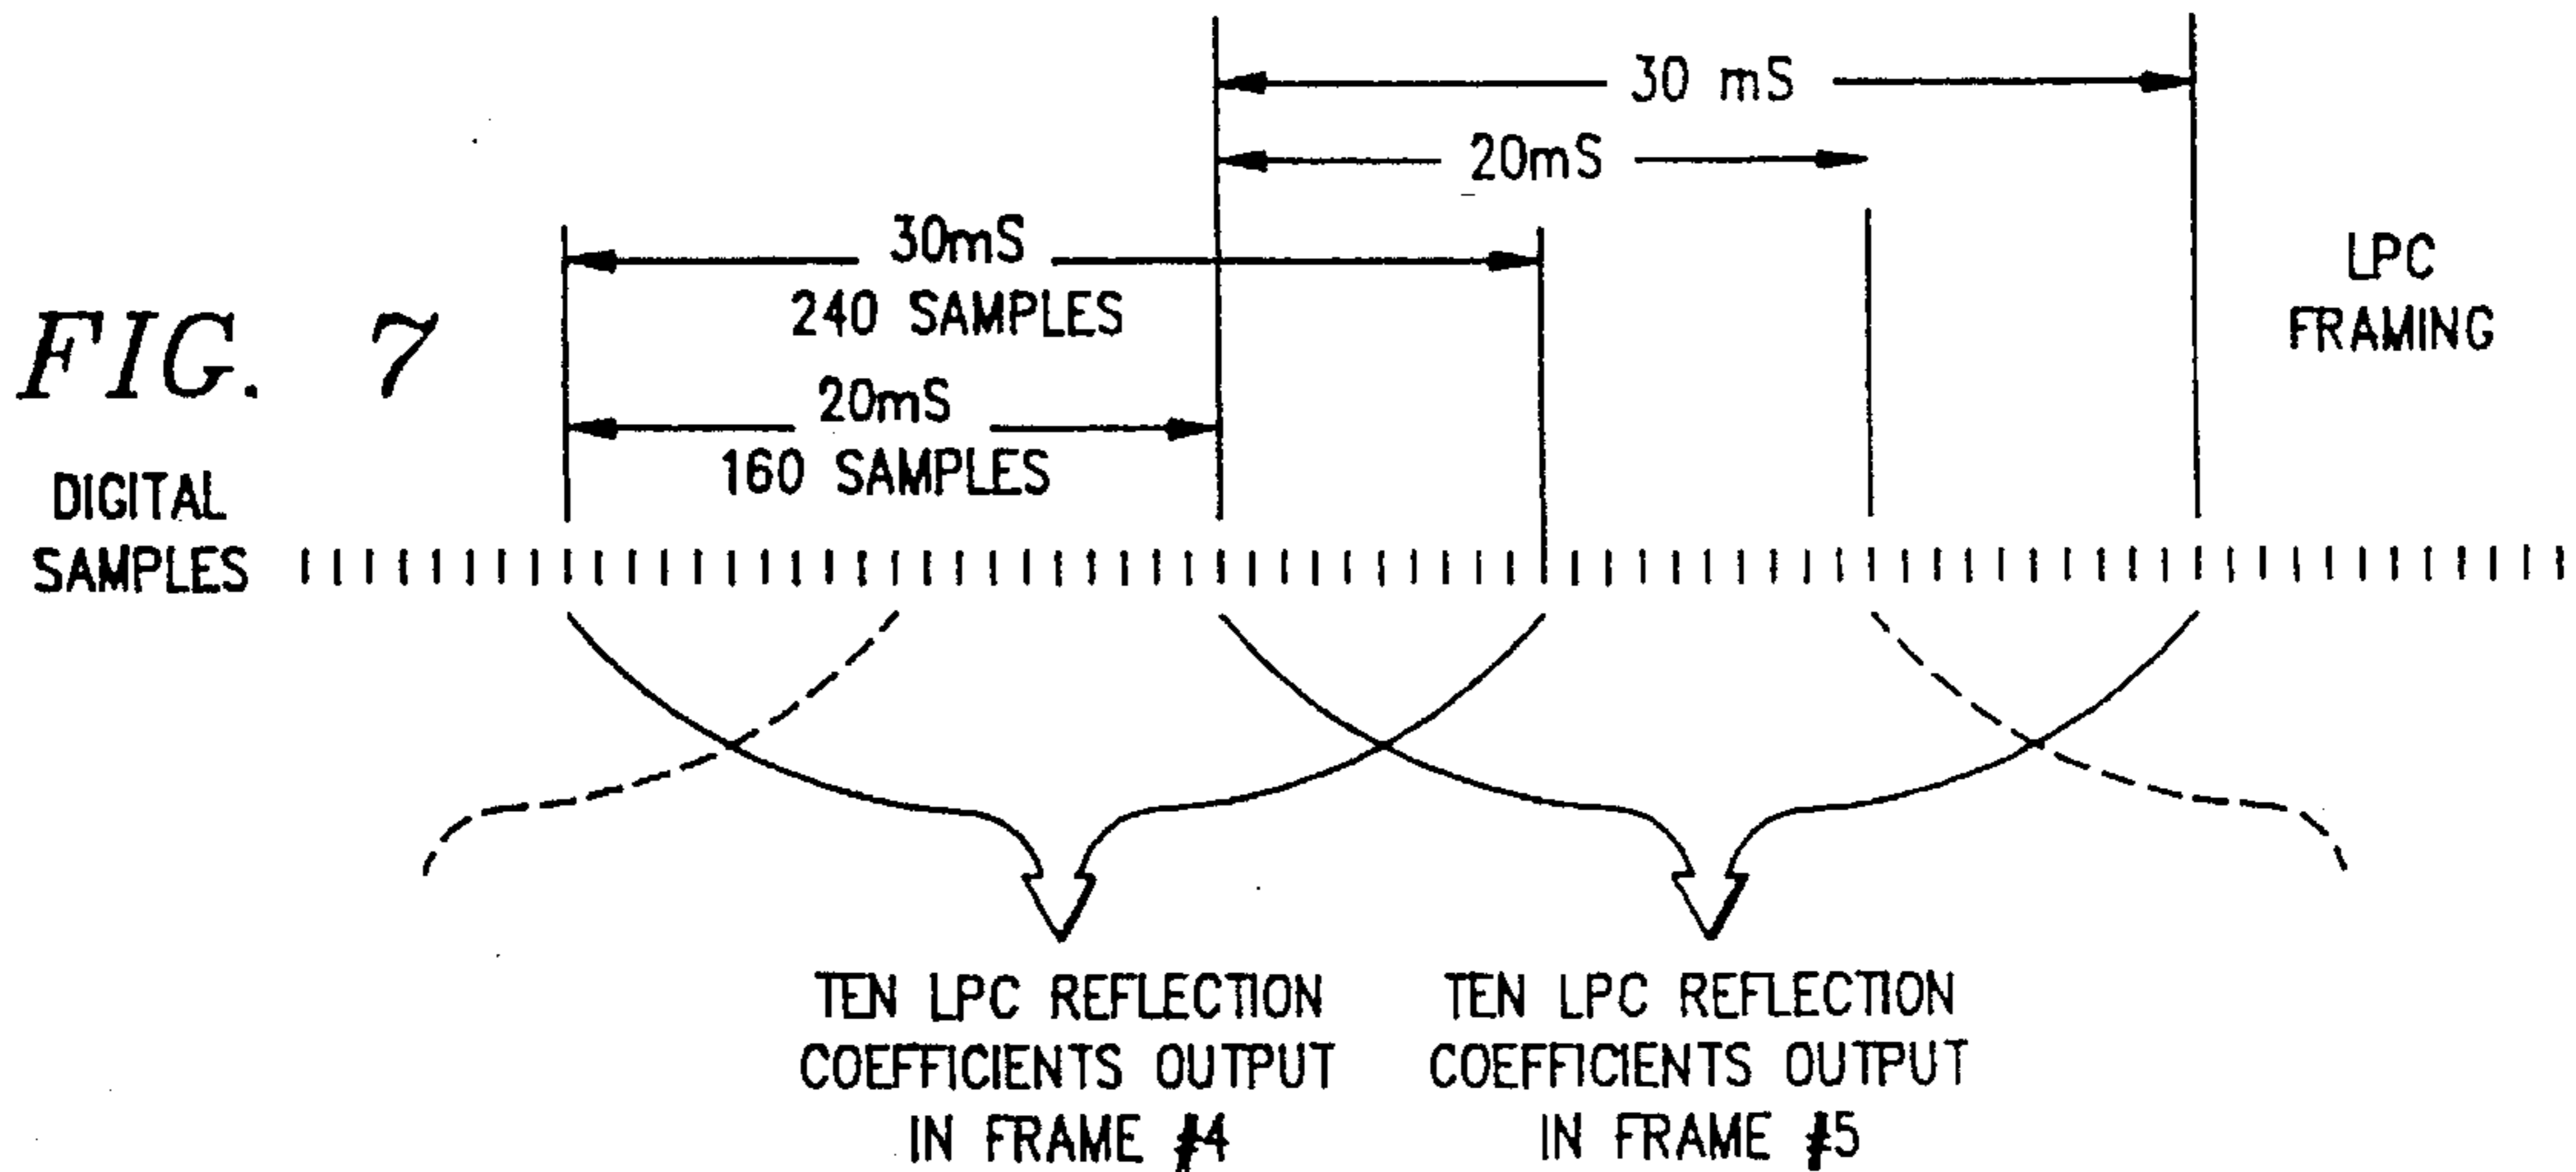 30 mS
20mS
30mS
240 SAMPLES
LPC
FRAMING
FIG. 7
20mS
160 SAMPLES
DIGITAL
SAMPLES
TEN LPC REFLECTION
COEFFICIENTS OUTPUT
IN FRAME #4
TEN LPC REFLECTION
COEFFICIENTS OUTPUT
IN FRAME #5